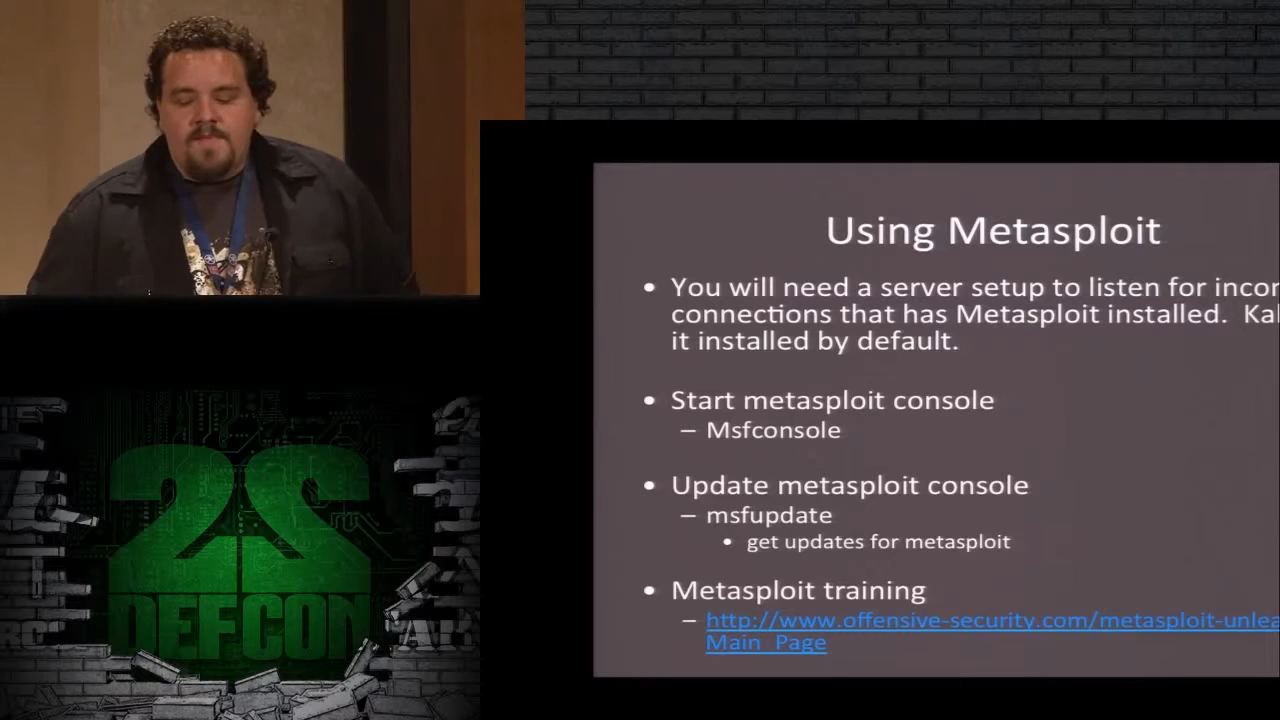 Using Metasploit
• You will need a server setup to listen for incor
connections that has Metasploit installed. Kal
it installed by default.
• Start metasploit console
– Msfconsole
• Update metasploit console
– msfupdate
• get updates for metasploit
• Metasploit training
– http://www.offensive-security.com/metasploit-unlea
Main_Page
22
DEFCON